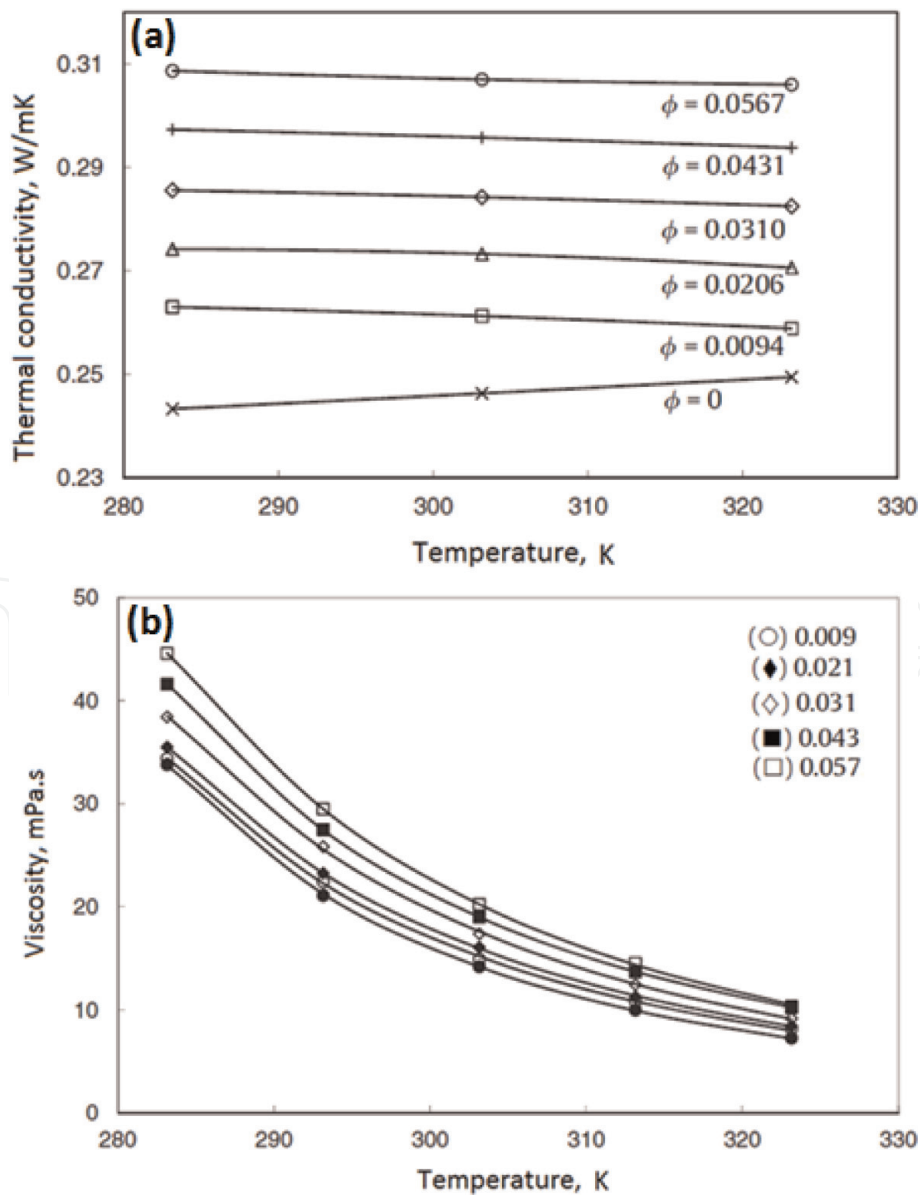 (a)
Thermal conductivity, W/mK
0.31
0.29
0.27
0.25
0.23
ϕ = 0.0567
ϕ = 0.0431
ϕ = 0.0310
ϕ = 0.0206
ϕ = 0.0094
ϕ = 0
280 290 300 310 320 330
Temperature, K
(b)
Viscosity, mPa.s
50
40
30
20
10
0
(○) 0.009
(◆) 0.021
(◇) 0.031
(■) 0.043
(□) 0.057
280 290 300 310 320 330
Temperature, K